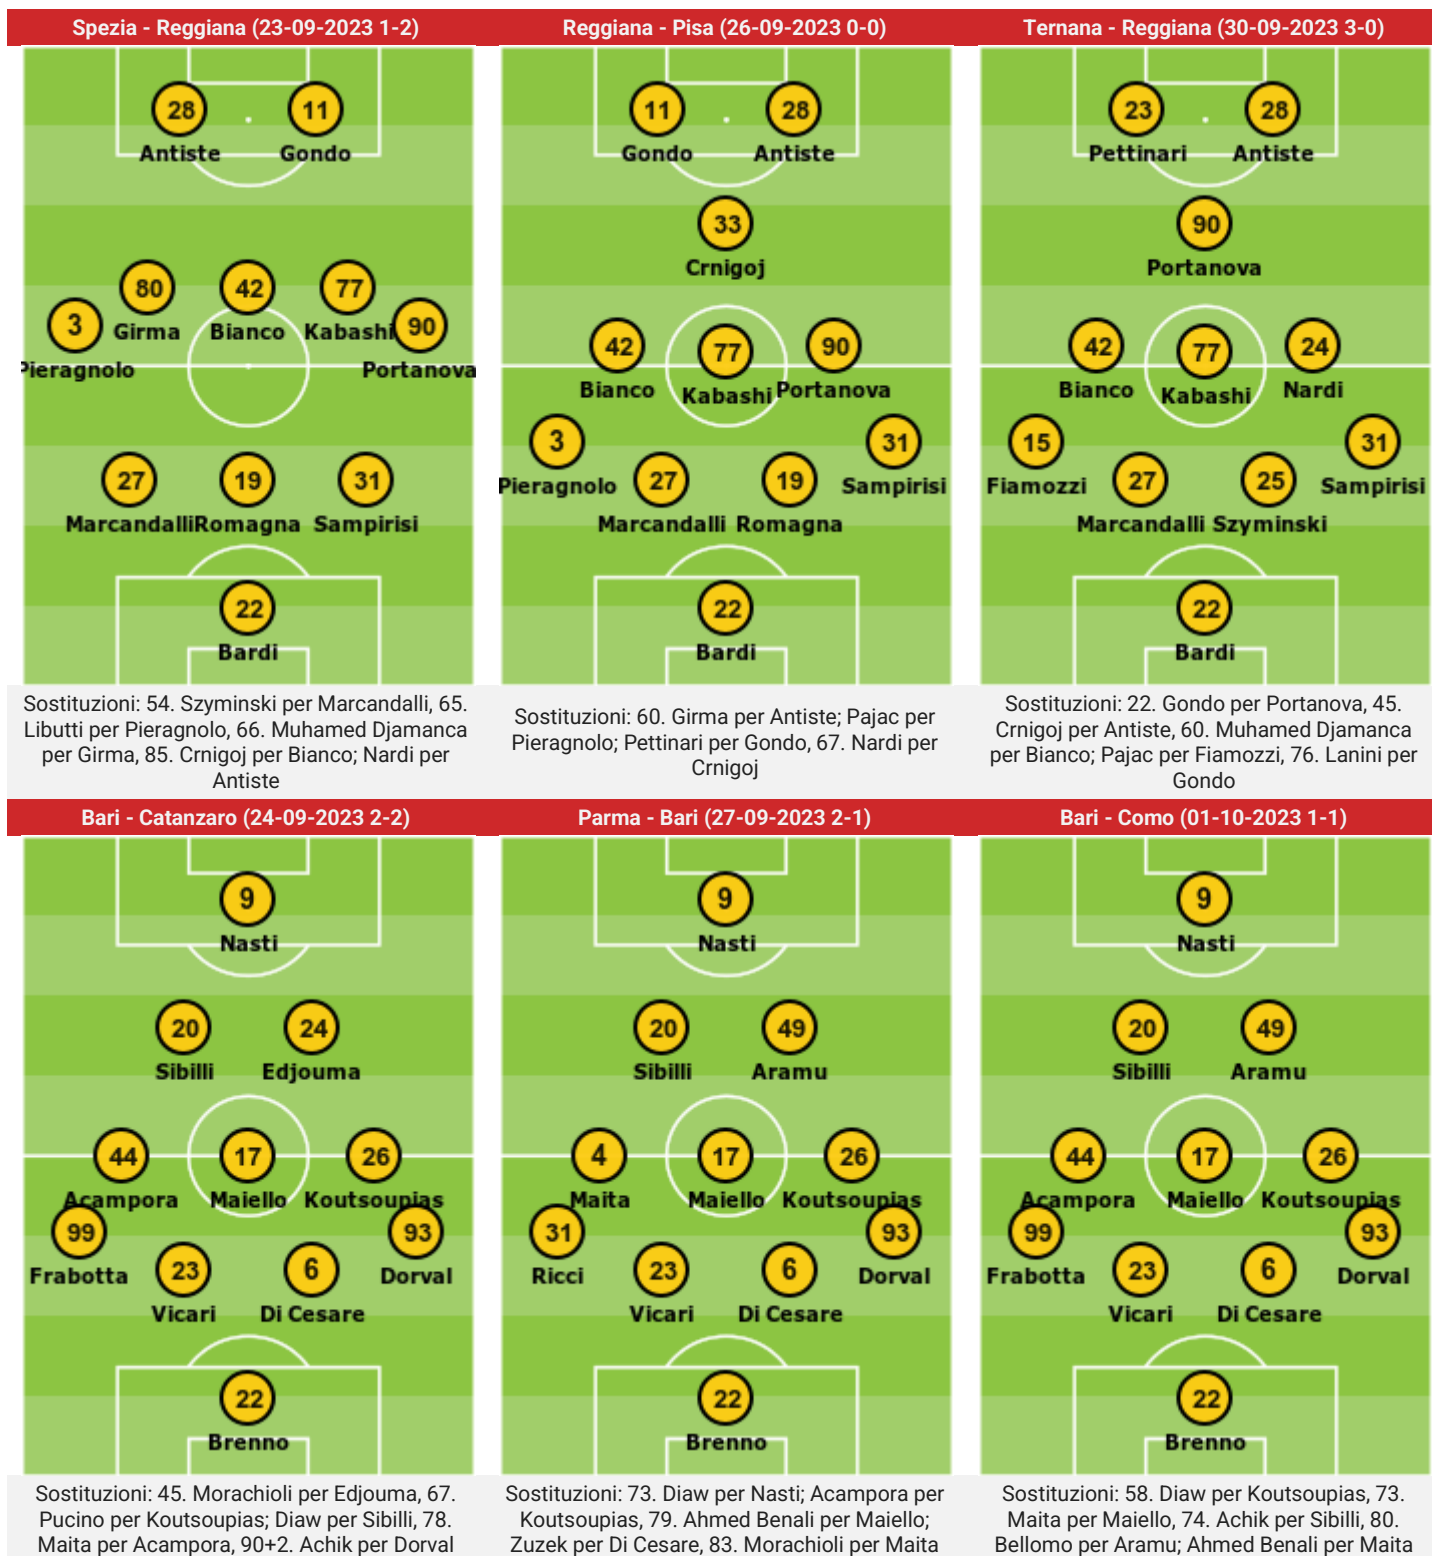 Spezia - Reggiana (23-09-2023 1-2)
28 11
Antiste Gondo
80 42 77
3 Girma Bianco Kabashi 90
Pieragnolo Portanova
27 19 31
Marcandalli Romagna Sampirisi
22
Bardi
Sostituzioni: 54. Szyminski per Marcandalli, 65.
Libutti per Pieragnolo, 66. Muhamed Djamanca
per Girma, 85. Crnigoj per Bianco; Nardi per
Antiste
Reggiana - Pisa (26-09-2023 0-0)
11 28
Gondo Antiste
33
Crnigoj
42 77 90
Bianco Kabashi Portanova
3 31
Pieragnolo 27 19 Sampirisi
Marcandalli Romagna
22
Bardi
Sostituzioni: 60. Girma per Antiste; Pajac per
Pieragnolo; Pettinari per Gondo, 67. Nardi per
Crnigoj
Ternana - Reggiana (30-09-2023 3-0)
23 28
Pettinari Antiste
90
Portanova
42 77 24
Bianco Kabashi Nardi
15 31
Fiamozzi 27 25 Sampirisi
Marcandalli Szyminski
22
Bardi
Sostituzioni: 22. Gondo per Portanova, 45.
Crnigoj per Antiste, 60. Muhamed Djamanca
per Bianco; Pajac per Fiamozzi, 76. Lanini per
Gondo
Bari - Catanzaro (24-09-2023 2-2)
9
Nasti
20 24
Sibilli Edjouma
44 17 26
Acampora Maiello Koutsoupias
99 93
Frabotta 23 6 Dorval
Vicari Di Cesare
22
Brenno
Sostituzioni: 45. Morachioli per Edjouma, 67.
Pucino per Koutsoupias; Diaw per Sibilli, 78.
Maita per Acampora, 90+2. Achik per Dorval
Parma - Bari (27-09-2023 2-1)
9
Nasti
20 49
Sibilli Aramu
4 17 26
Maita Maiello Koutsoupias
31 93
Ricci 23 6 Dorval
Vicari Di Cesare
22
Brenno
Sostituzioni: 73. Diaw per Nasti; Acampora per
Koutsoupias, 79. Ahmed Benali per Maiello;
Zuzek per Di Cesare, 83. Morachioli per Maita
Bari - Como (01-10-2023 1-1)
9
Nasti
20 49
Sibilli Aramu
44 17 26
Acampora Maiello Koutsoupias
99 93
Frabotta 23 6 Dorval
Vicari Di Cesare
22
Brenno
Sostituzioni: 58. Diaw per Koutsoupias, 73.
Maita per Maiello, 74. Achik per Sibilli, 80.
Bellomo per Aramu; Ahmed Benali per Maita